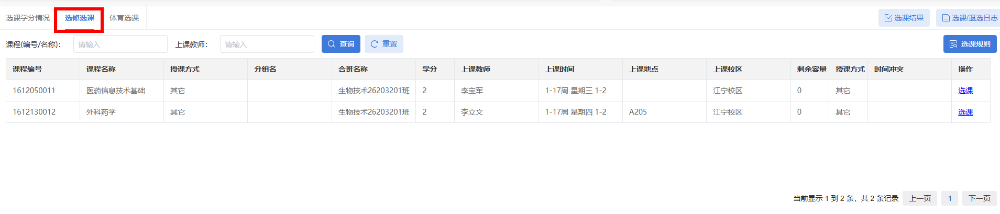 选课学分情况 选修选课 体育选课 选课结果 选课/退选日志
课程(编号/名称): 请输入 上课教师: 请输入 查询 重置 选课规则
课程编号 课程名称 授课方式 分组名 合班名称 学分 上课教师 上课时间 上课地点 上课校区 剩余容量 授课方式 时间冲突 操作
1612050011 医药信息技术基础 其它 生物技术26203201班 2 李宝军 1-17周 星期三 1-2 江宁校区 0 其它 选课
1612130012 外科药学 其它 生物技术26203201班 2 李立文 1-17周 星期四 1-2 A205 江宁校区 0 其它 选课
当前显示 1 到 2 条，共 2 条记录 上一页 1 下一页